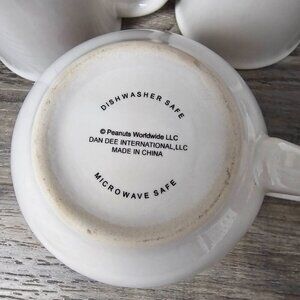 DISHWASHER SAFE
© Peanuts Worldwide LLC
DAN DEE INTERNATIONAL,LLC
MADE IN CHINA
MICROWAVE SAFE